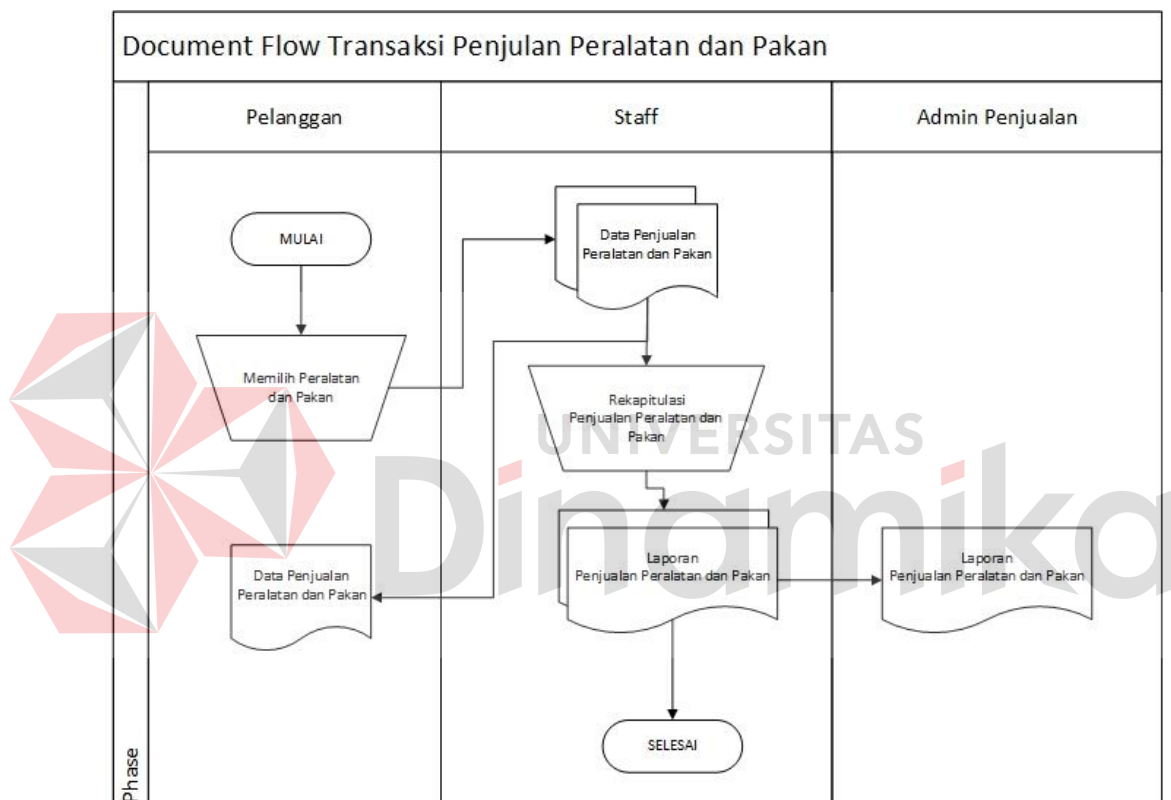 Document Flow Transaksi Penjulan Peralatan dan Pakan
Pelanggan
Staff
Admin Penjualan
MULAI
Data Penjualan
Peralatan dan Pakan
Memilih Peralatan
dan Pakan
Rekapitulasi
Penjualan Peralatan dan
Pakan
UNIVERSITAS
Dinamika
Data Penjualan
Peralatan dan Pakan
Laporan
Penjualan Peralatan dan Pakan
Laporan
Penjualan Peralatan dan Pakan
SELESAI
Phase